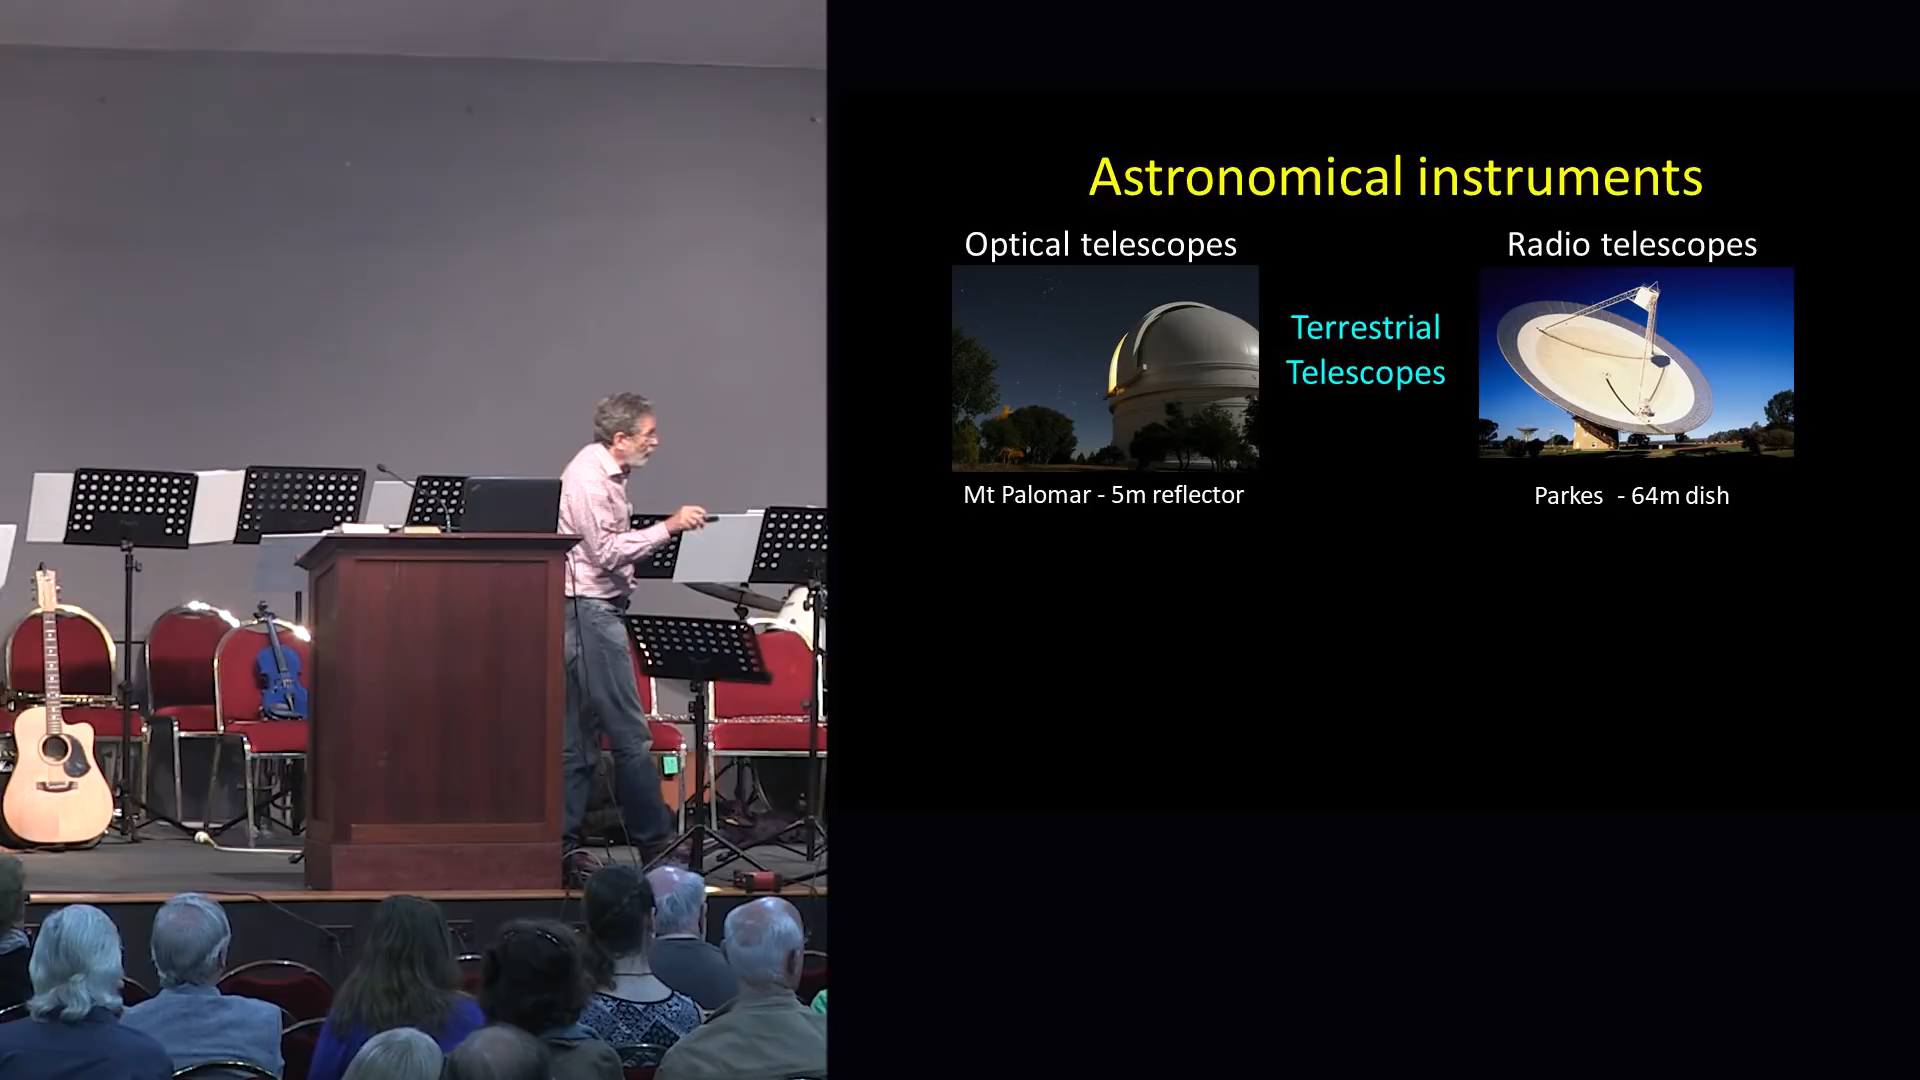 Astronomical instruments
Optical telescopes
Radio telescopes
Terrestrial
Telescopes
Mt Palomar - 5m reflector
Parkes - 64m dish